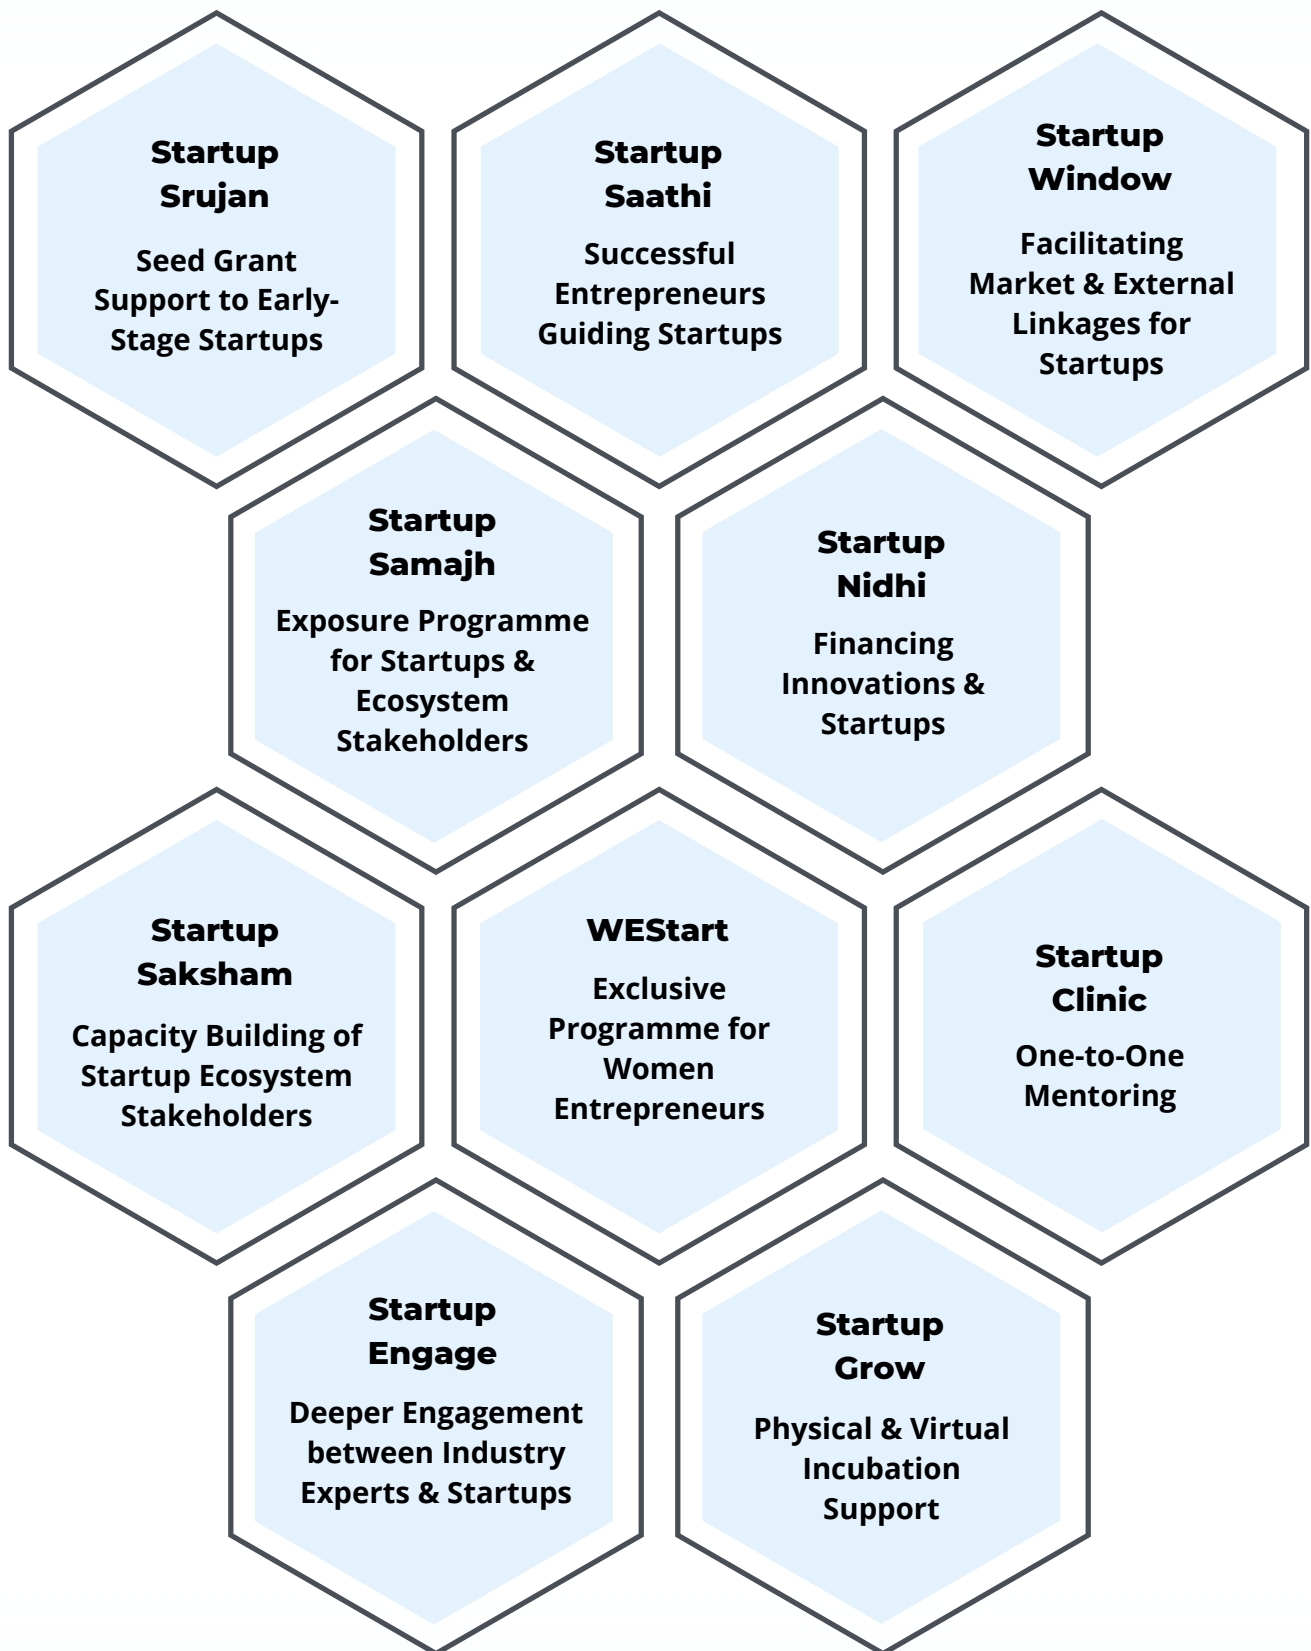 Startup
Srujan
Seed Grant
Support to Early-
Stage Startups
Startup
Saathi
Successful
Entrepreneurs
Guiding Startups
Startup
Window
Facilitating
Market & External
Linkages for
Startups
Startup
Samajh
Exposure Programme
for Startups &
Ecosystem
Stakeholders
Startup
Nidhi
Financing
Innovations &
Startups
Startup
Saksham
Capacity Building of
Startup Ecosystem
Stakeholders
WEStart
Exclusive
Programme for
Women
Entrepreneurs
Startup
Clinic
One-to-One
Mentoring
Startup
Engage
Deeper Engagement
between Industry
Experts & Startups
Startup
Grow
Physical & Virtual
Incubation
Support